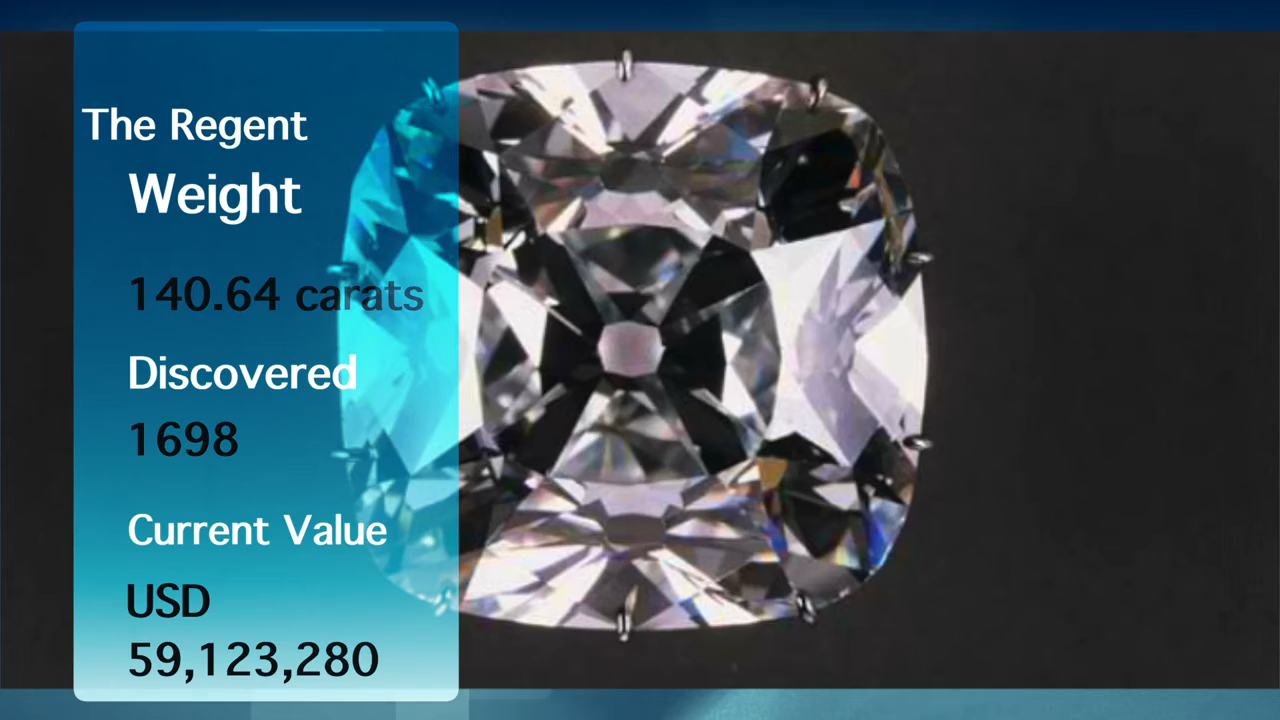 The Regent
Weight
140.64 carats
Discovered
1698
Current Value
USD
59,123,280